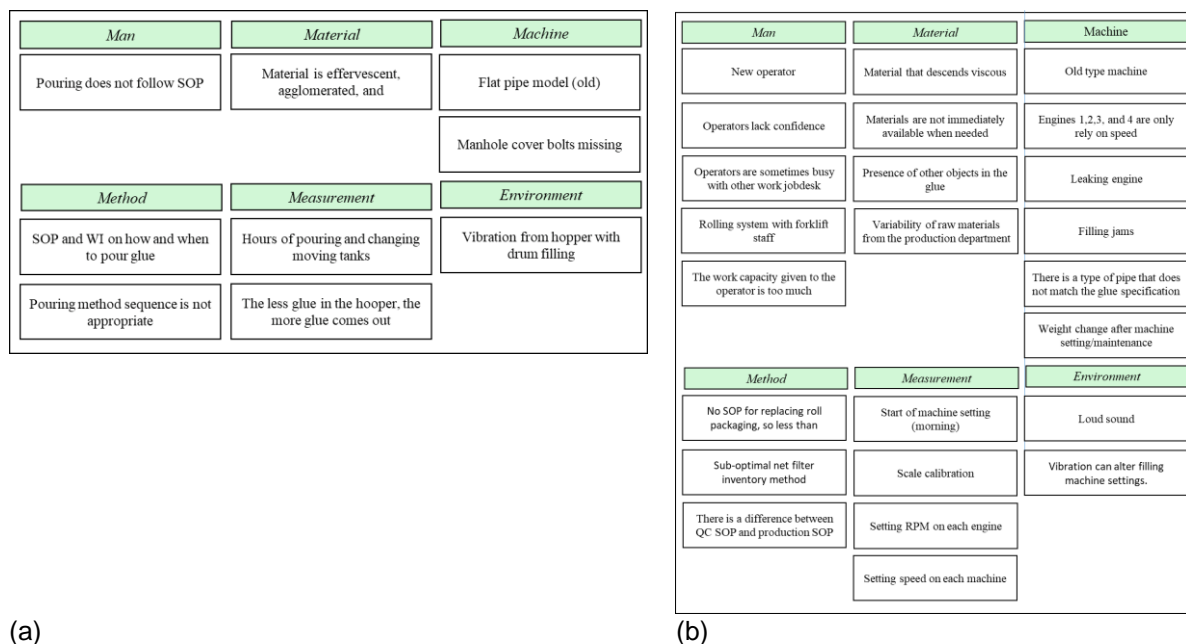 Man
Material
Machine
Pouring does not follow SOP
Material is effervescent,
agglomerated, and
Flat pipe model (old)
Manhole cover bolts missing
Method
Measurement
Environment
SOP and WI on how and when
to pour glue
Hours of pouring and changing
moving tanks
Vibration from hopper with
drum filling
Pouring method sequence is not
appropriate
The less glue in the hooper, the
more glue comes out
(a)
Man
Material
Machine
New operator
Material that descends viscous
Old type machine
Operators lack confidence
Materials are not immediately
available when needed
Engines 1,2,3, and 4 are only
rely on speed
Operators are sometimes busy
with other work jobdesk
Presence of other objects in the
glue
Leaking engine
Rolling system with forklift
staff
Variability of raw materials
from the production department
Filling jams
The work capacity given to the
operator is too much
There is a type of pipe that does
not match the glue specification
Weight change after machine
setting/maintenance
Method
Measurement
Environment
No SOP for replacing roll
packaging, so less than
Start of machine setting
(morning)
Loud sound
Sub-optimal net filter
inventory method
Scale calibration
Vibration can alter filling
machine settings.
There is a difference between
QC SOP and production SOP
Setting RPM on each engine
Setting speed on each machine
(b)